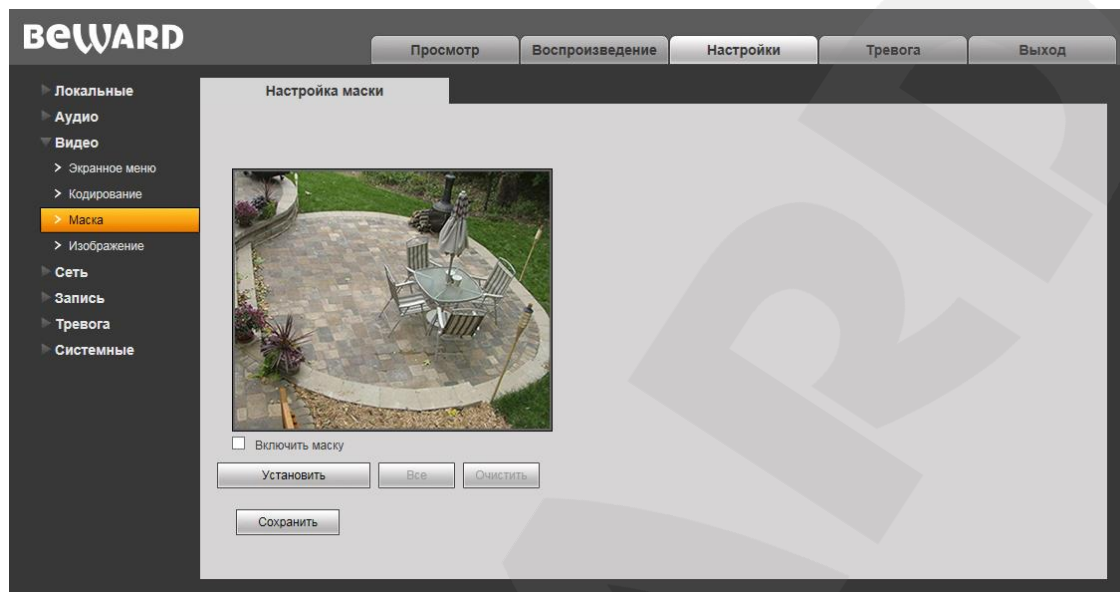 BEWARD
Просмотр
Воспроизведение
Настройки
Тревога
Выход
Локальные
Аудио
Видео
> Экранное меню
> Кодирование
> Маска
> Изображение
Сеть
Запись
Тревога
Системные
Настройка маски
Включить маску
Установить
Все
Очистить
Сохранить